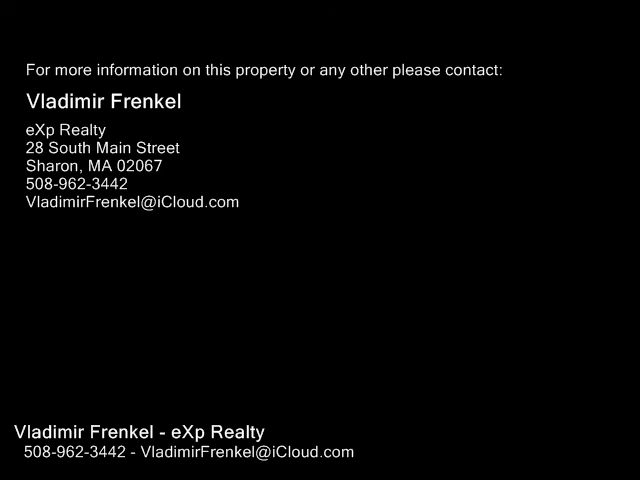 For more information on this property or any other please contact:
Vladimir Frenkel
eXp Realty
28 South Main Street
Sharon, MA 02067
508-962-3442
VladimirFrenkel@iCloud.com
Vladimir Frenkel - eXp Realty
508-962-3442 - VladimirFrenkel@iCloud.com